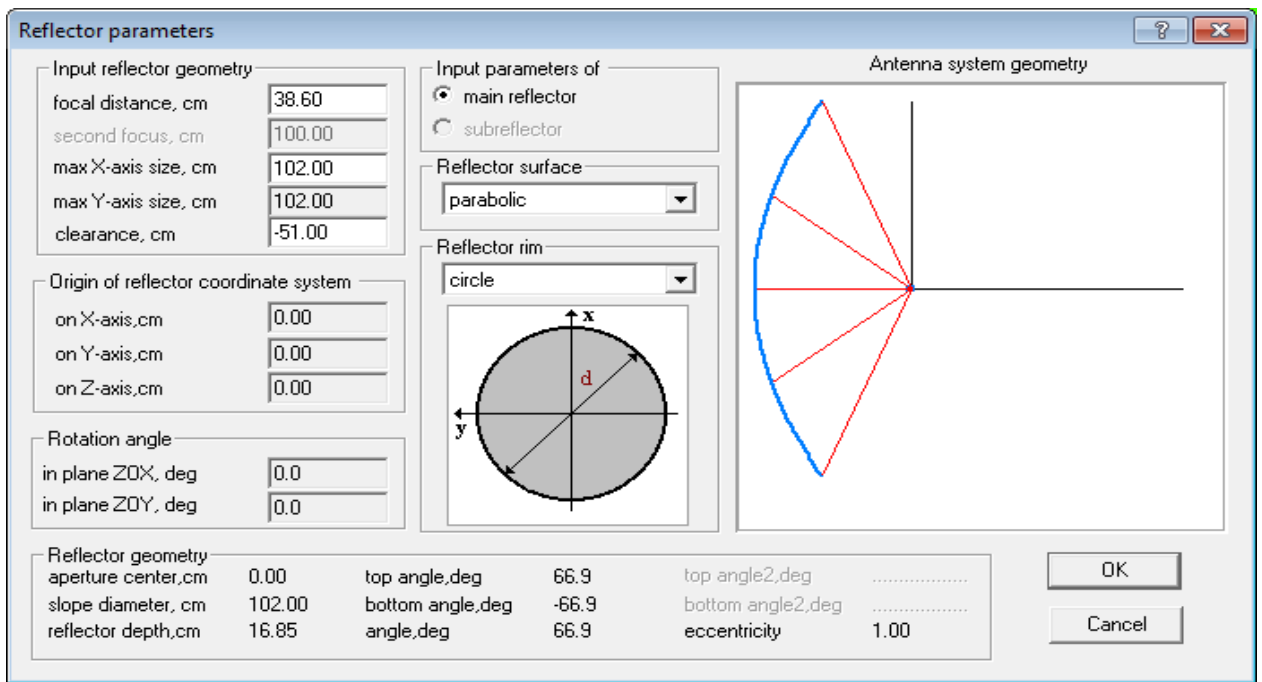 Reflector parameters
Input reflector geometry
focal distance, cm 38.60
second focus, cm 100.00
max X-axis size, cm 102.00
max Y-axis size, cm 102.00
clearance, cm -51.00
Origin of reflector coordinate system
on X-axis,cm 0.00
on Y-axis,cm 0.00
on Z-axis,cm 0.00
Rotation angle
in plane ZOX, deg 0.0
in plane ZOY, deg 0.0
Input parameters of
main reflector
subreflector
Reflector surface
parabolic
Reflector rim
circle
x
d
y
Antenna system geometry
Reflector geometry
aperture center,cm 0.00 top angle,deg 66.9 top angle2,deg .................
slope diameter, cm 102.00 bottom angle,deg -66.9 bottom angle2,deg .................
reflector depth,cm 16.85 angle,deg 66.9 eccentricity 1.00
OK
Cancel